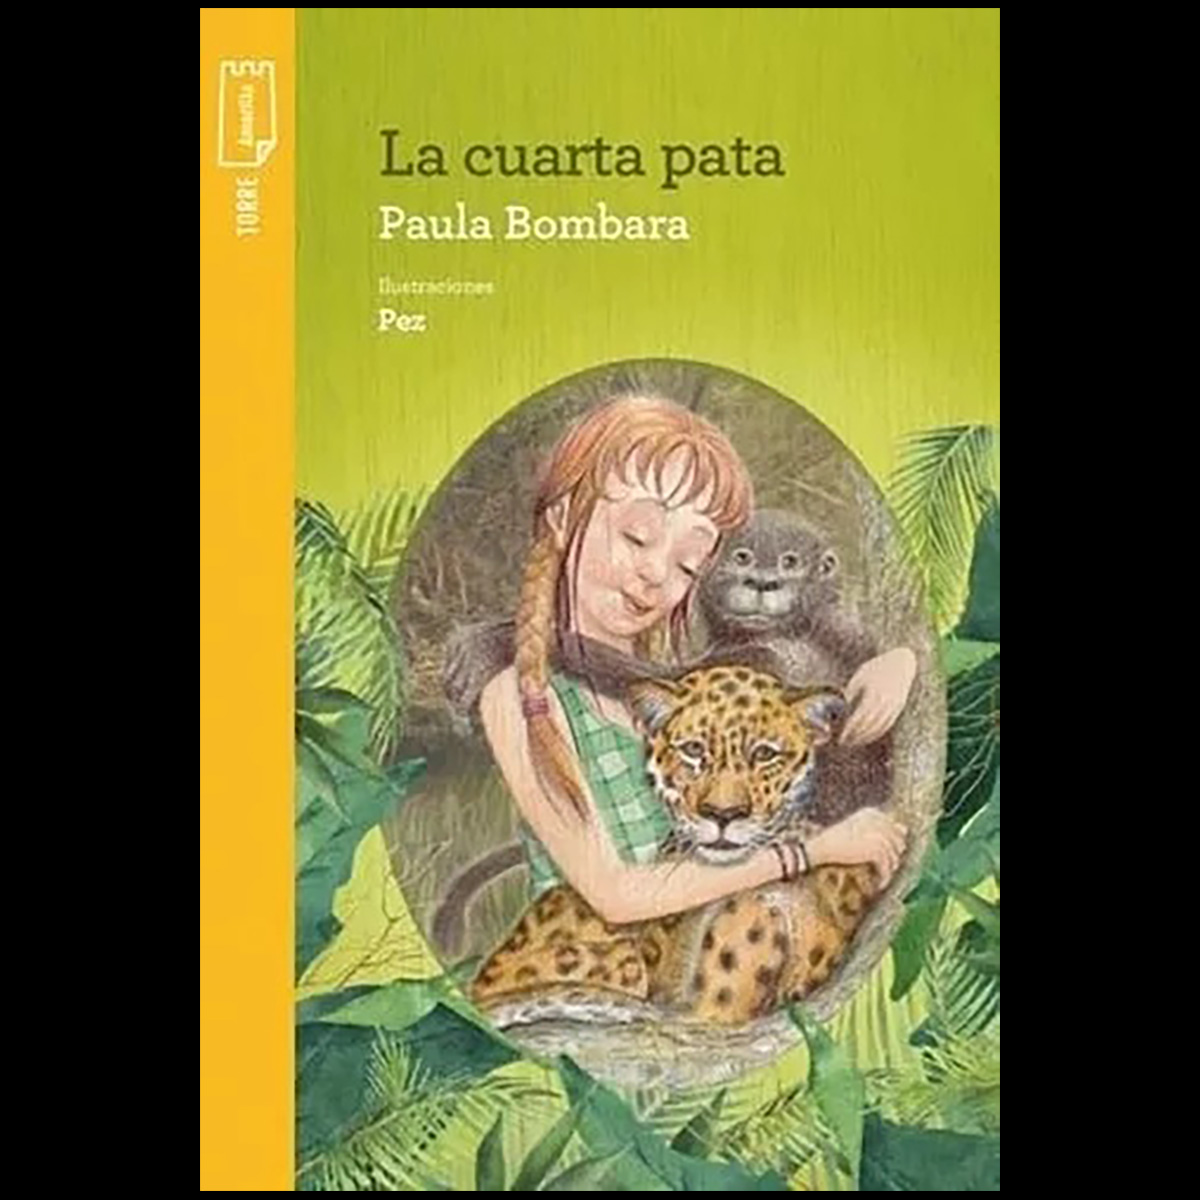 La cuarta pata
Paula Bombara
Ilustraciones
Pez
Amarilla
TORRE